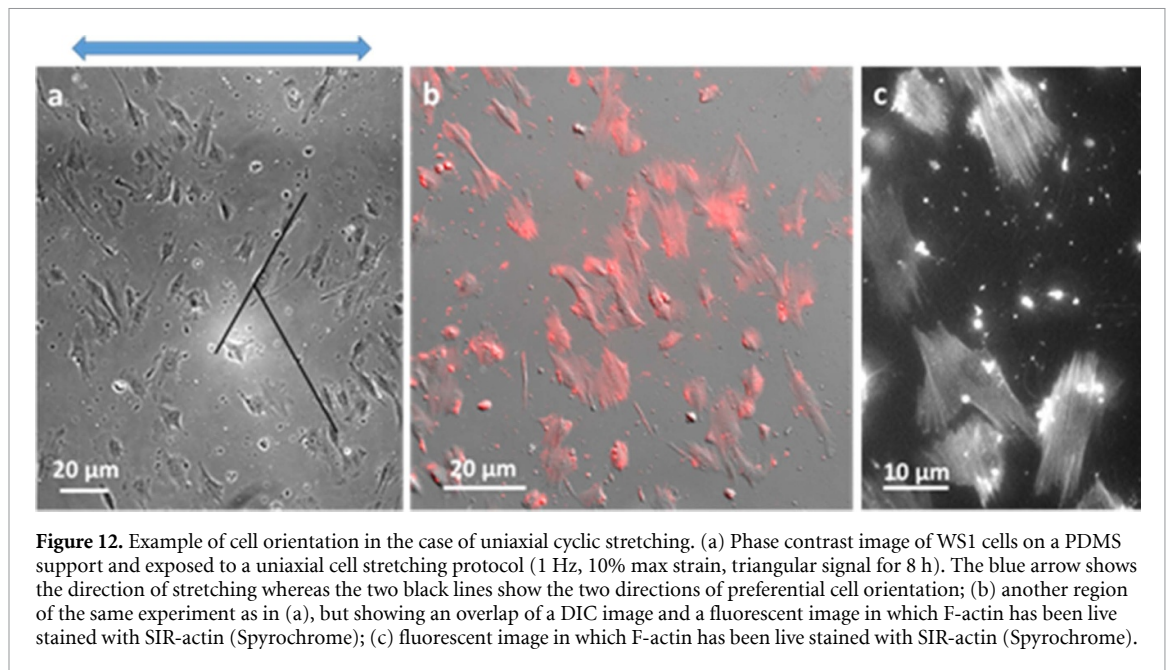 a
b
c
20 µm
20 µm
10 µm
Figure 12. Example of cell orientation in the case of uniaxial cyclic stretching. (a) Phase contrast image of WS1 cells on a PDMS
support and exposed to a uniaxial cell stretching protocol (1 Hz, 10% max strain, triangular signal for 8 h). The blue arrow shows
the direction of stretching whereas the two black lines show the two directions of preferential cell orientation; (b) another region
of the same experiment as in (a), but showing an overlap of a DIC image and a fluorescent image in which F-actin has been live
stained with SIR-actin (Spyrochrome); (c) fluorescent image in which F-actin has been live stained with SIR-actin (Spyrochrome).